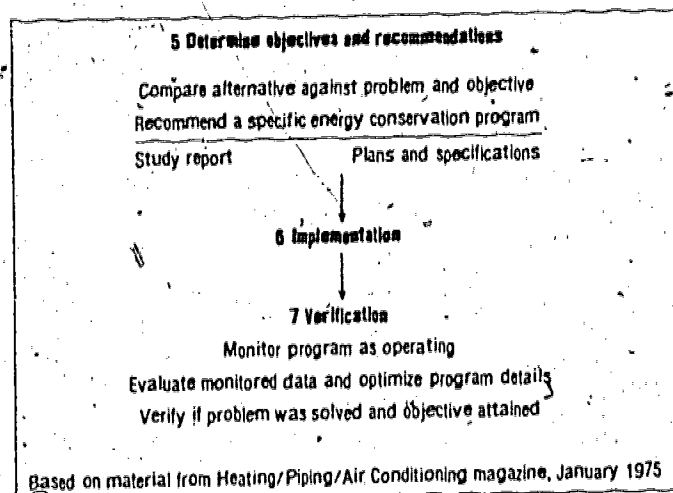 5 Determine objectives and recommendations
Compare alternative against problem and objective
Recommend a specific energy conservation program
Study report Plans and specifications
6 Implementation
7 Verification
Monitor program as operating
Evaluate monitored data and optimize program details
Verify if problem was solved and objective attained
Based on material from Heating/Piping/Air Conditioning magazine, January 1975